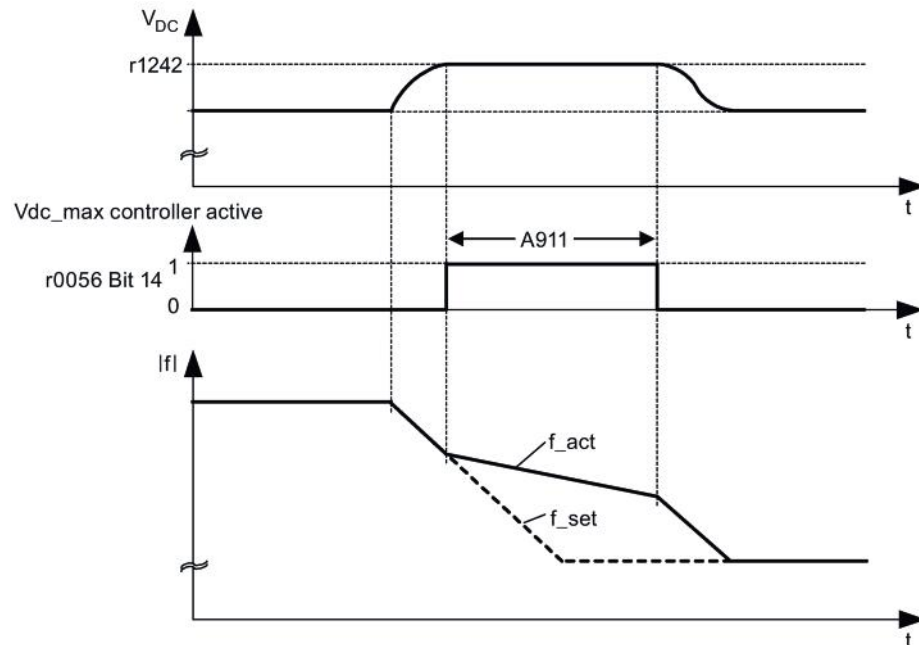 V_DC
r1242
t
Vdc_max controller active
A911
1
r0056 Bit 14
0
t
|f|
f_act
f_set
t